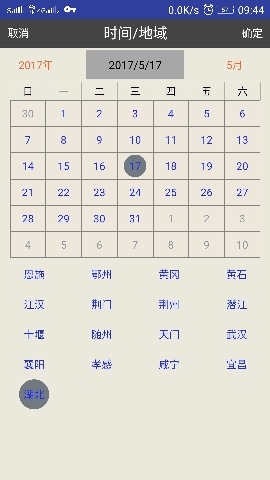 0.0K/s 09:44
取消 时间/地域 确定
2017年 2017/5/17 5月
日 一 二 三 四 五 六
30 1 2 3 4 5 6
7 8 9 10 11 12 13
14 15 16 17 18 19 20
21 22 23 24 25 26 27
28 29 30 31 1 2 3
4 5 6 7 8 9 10
恩施 鄂州 黄冈 黄石
江汉 荆门 荆州 潜江
十堰 随州 天门 武汉
襄阳 孝感 咸宁 宜昌
湖北